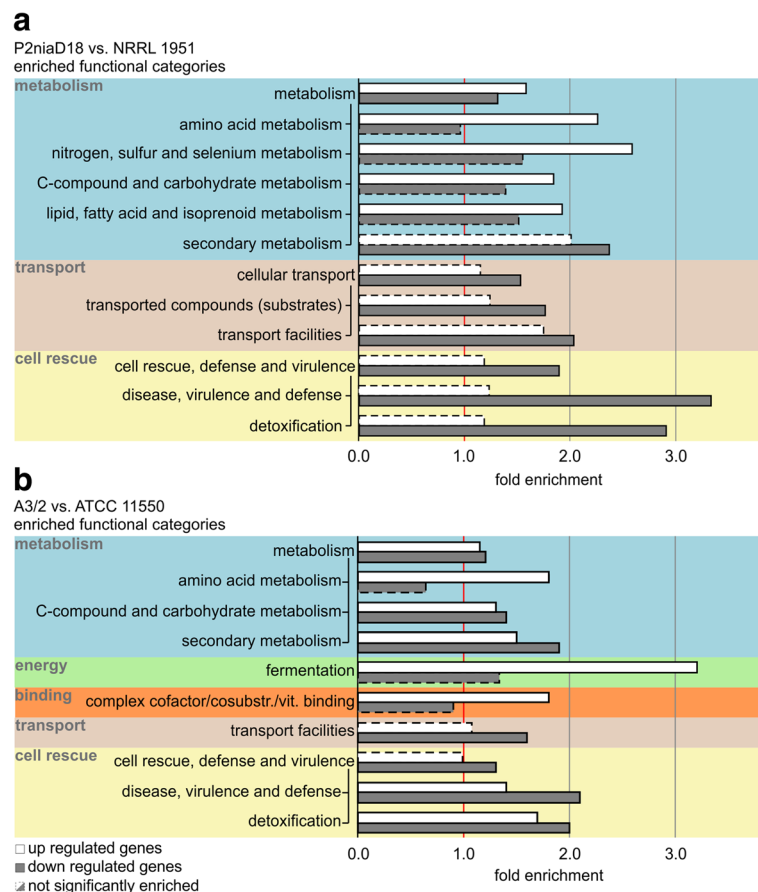 a
P2niaD18 vs. NRRL 1951
enriched functional categories
metabolism
metabolism
amino acid metabolism
nitrogen, sulfur and selenium metabolism
C-compound and carbohydrate metabolism
lipid, fatty acid and isoprenoid metabolism
secondary metabolism
transport
cellular transport
transported compounds (substrates)
transport facilities
cell rescue
cell rescue, defense and virulence
disease, virulence and defense
detoxification
0.0 1.0 2.0 3.0
fold enrichment
b
A3/2 vs. ATCC 11550
enriched functional categories
metabolism
metabolism
amino acid metabolism
C-compound and carbohydrate metabolism
secondary metabolism
energy
fermentation
binding
complex cofactor/cosubstr./vit. binding
transport
transport facilities
cell rescue
cell rescue, defense and virulence
disease, virulence and defense
detoxification
0.0 1.0 2.0 3.0
fold enrichment
up regulated genes
down regulated genes
not significantly enriched